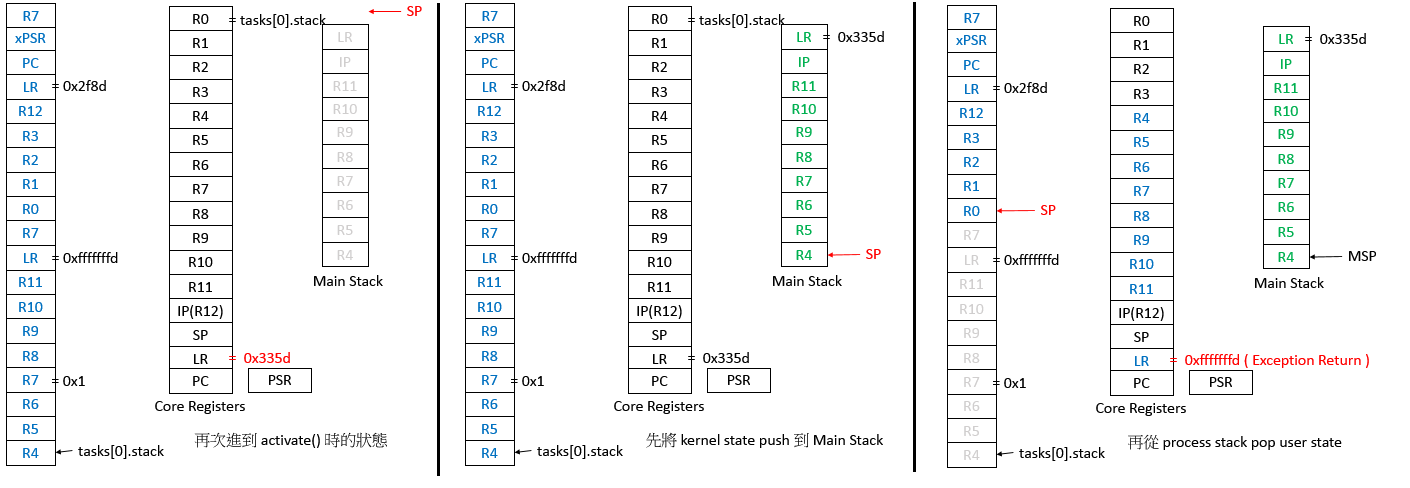 R7
xPSR
PC
LR = 0x2f8d
R12
R3
R2
R1
R0
R7
LR = 0xfffffffd
R11
R10
R9
R8
R7 = 0x1
R6
R5
R4
tasks[0].stack
R0 = tasks[0].stack
R1
R2
R3
R4
R5
R6
R7
R8
R9
R10
R11
IP(R12)
SP
LR = 0x335d
PC
PSR
Core Registers
SP
LR
IP
R11
R10
R9
R8
R7
R6
R5
R4
Main Stack
再次進到 activate() 時的狀態
R7
xPSR
PC
LR = 0x2f8d
R12
R3
R2
R1
R0
R7
LR = 0xfffffffd
R11
R10
R9
R8
R7 = 0x1
R6
R5
R4
tasks[0].stack
R0 = tasks[0].stack
R1
R2
R3
R4
R5
R6
R7
R8
R9
R10
R11
IP(R12)
SP
LR = 0x335d
PC
PSR
Core Registers
LR = 0x335d
IP
R11
R10
R9
R8
R7
R6
R5
R4
SP
Main Stack
先將 kernel state push 到 Main Stack
R7
xPSR
PC
LR = 0x2f8d
R12
R3
R2
R1
R0
SP
R7
LR = 0xfffffffd
R11
R10
R9
R8
R7 = 0x1
R6
R5
R4
tasks[0].stack
R0
R1
R2
R3
R4
R5
R6
R7
R8
R9
R10
R11
IP(R12)
SP
LR = 0xfffffffd ( Exception Return )
PC
PSR
Core Registers
LR = 0x335d
IP
R11
R10
R9
R8
R7
R6
R5
R4
MSP
Main Stack
再從 process stack pop user state